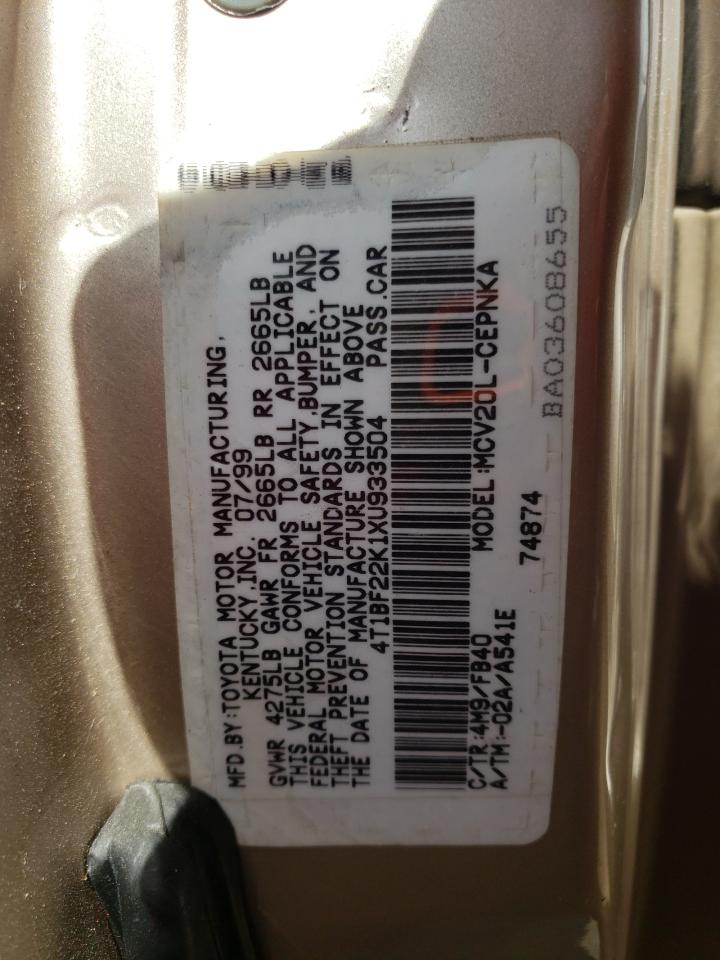 MFD.BY:TOYOTA MOTOR MANUFACTURING,
KENTUCKY,INC. 07/99
GVWR 4275LB GAWR FR 2665LB RR 2665LB
THIS VEHICLE CONFORMS TO ALL APPLICABLE
FEDERAL MOTOR VEHICLE SAFETY,BUMPER, AND
THEFT PREVENTION STANDARDS IN EFFECT ON
THE DATE OF MANUFACTURE SHOWN ABOVE
4T1BF22K1XU933504 PASS.CAR
C/TR:4M9/FB40 MODEL:MCV20L-CEPNKA
A/TM:-02A/A541E
74874
BA03608655